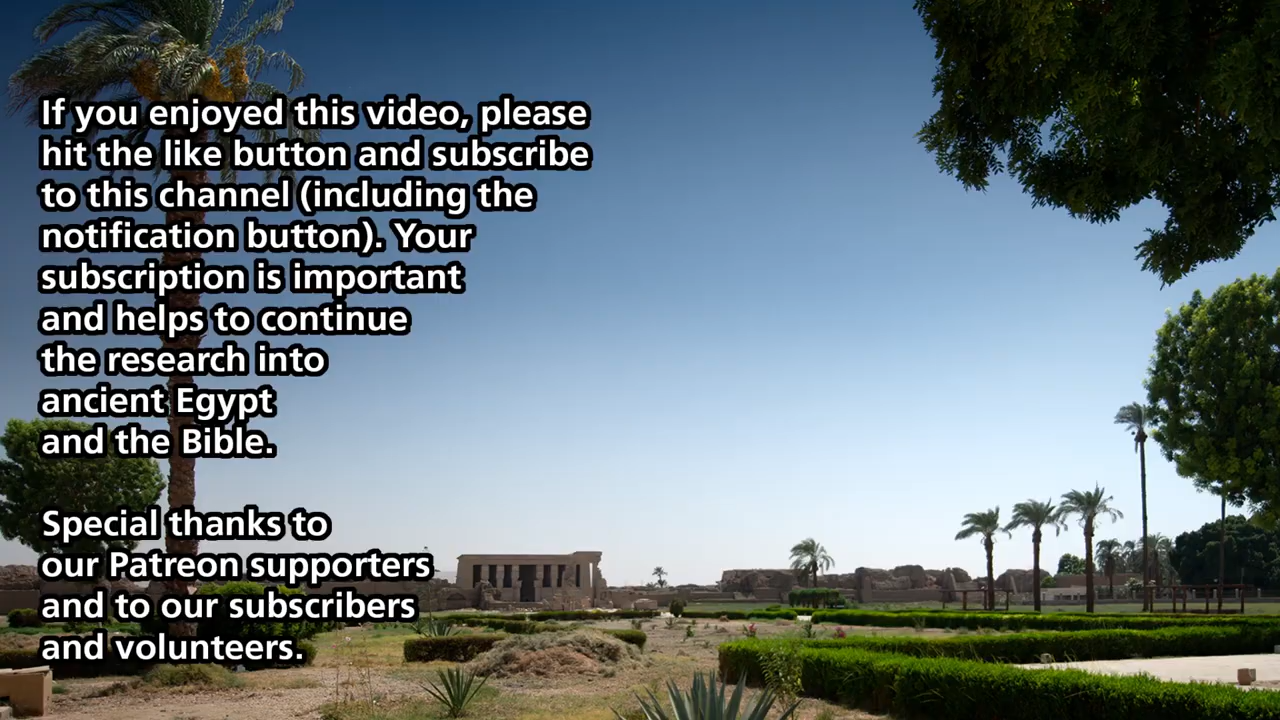 If you enjoyed this video, please
hit the like button and subscribe
to this channel (including the
notification button). Your
subscription is important
and helps to continue
the research into
ancient Egypt
and the Bible.
Special thanks to
our Patreon supporters
and to our subscribers
and volunteers.